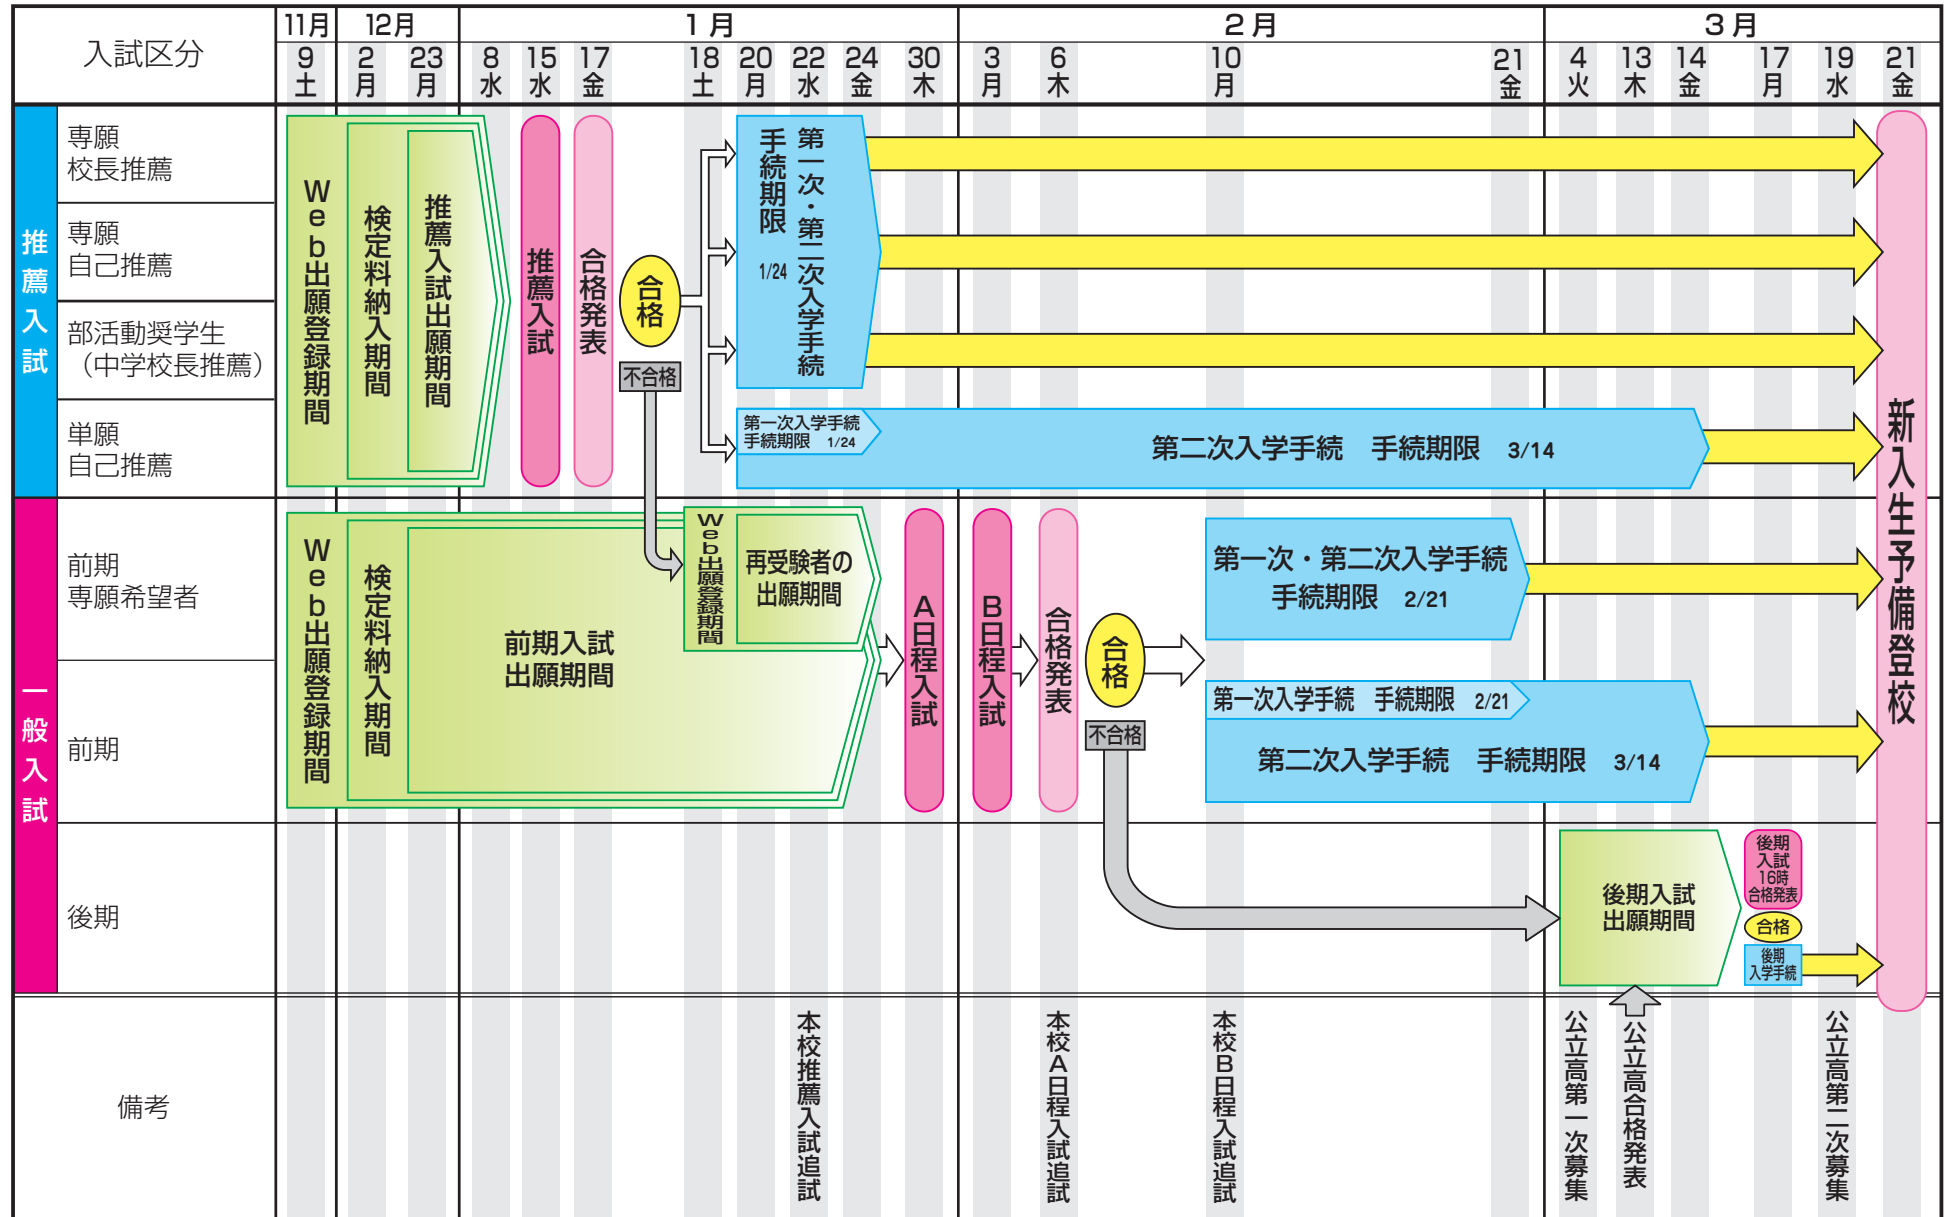 入試区分
11月
12月
1月
2月
3月
9
土
2
月
23
月
8
水
15
水
17
金
18
土
20
月
22
水
24
金
30
木
3
月
6
木
10
月
21
金
4
火
13
木
14
金
17
月
19
水
21
金
推薦入試
専願
校長推薦
専願
自己推薦
部活動奨学生
（中学校長推薦）
単願
自己推薦
Web出願登録期間
検定料納入期間
推薦入試出願期間
推薦入試
合格発表
合格
不合格
第一次・第二次入学手続
手続期限 1/24
第一次入学手続
手続期限 1/24
第二次入学手続 手続期限 3/14
新入生予備登校
一般入試
前期
専願希望者
前期
後期
Web出願登録期間
検定料納入期間
前期入試
出願期間
Web出願登録期間
再受験者の
出願期間
A日程入試
B日程入試
合格発表
合格
不合格
第一次・第二次入学手続
手続期限 2/21
第一次入学手続 手続期限 2/21
第二次入学手続 手続期限 3/14
後期入試
出願期間
後期
入試
16時
合格発表
合格
後期
入学手続
備考
本校推薦入試追試
本校A日程入試追試
本校B日程入試追試
公立高第一次募集
公立高合格発表
公立高第二次募集